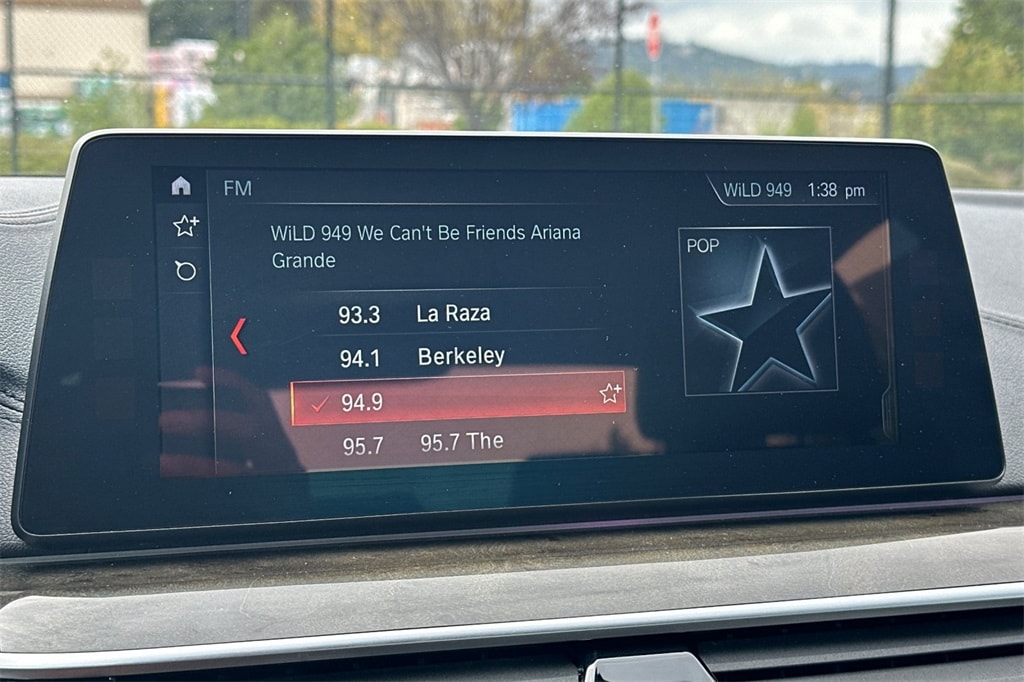 FM
WiLD 949 1:38 pm
WiLD 949 We Can't Be Friends Ariana
Grande
POP
93.3 La Raza
94.1 Berkeley
94.9
95.7 95.7 The